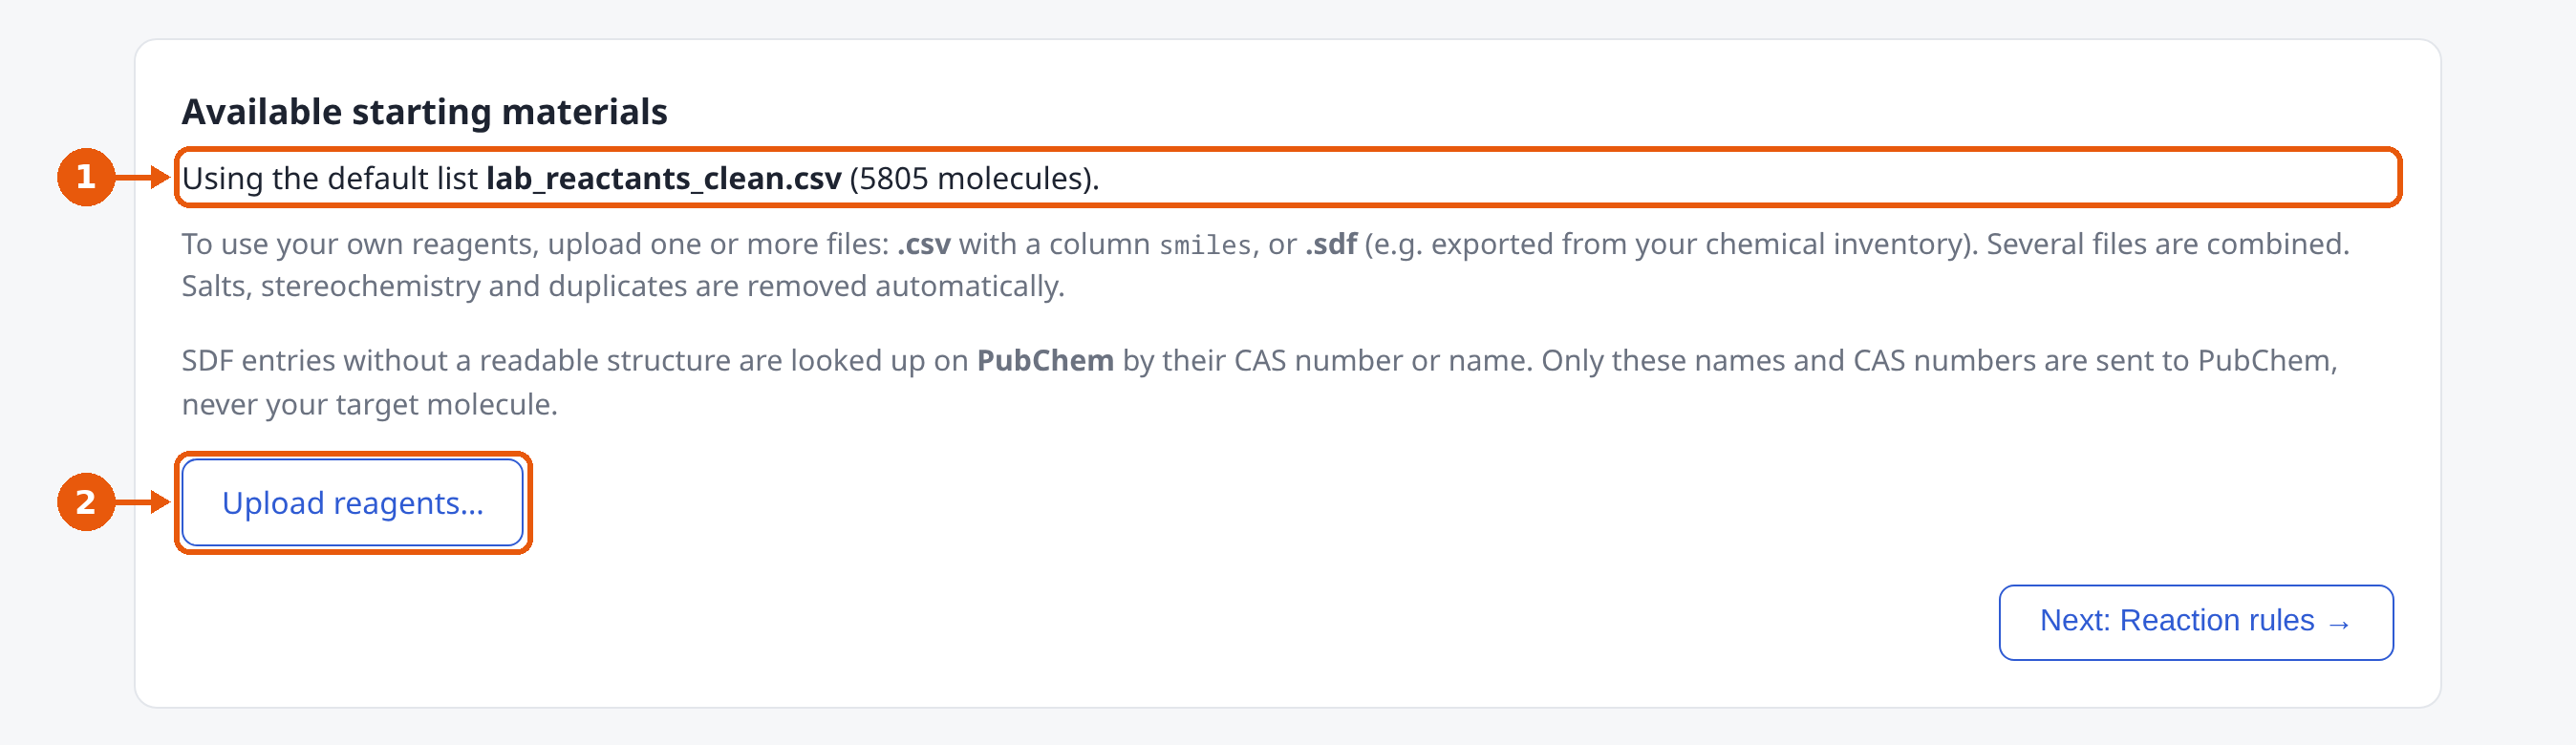 Available starting materials
1
Using the default list lab_reactants_clean.csv (5805 molecules).
To use your own reagents, upload one or more files: .csv with a column smiles, or .sdf (e.g. exported from your chemical inventory). Several files are combined.
Salts, stereochemistry and duplicates are removed automatically.
SDF entries without a readable structure are looked up on PubChem by their CAS number or name. Only these names and CAS numbers are sent to PubChem,
never your target molecule.
2
Upload reagents...
Next: Reaction rules →